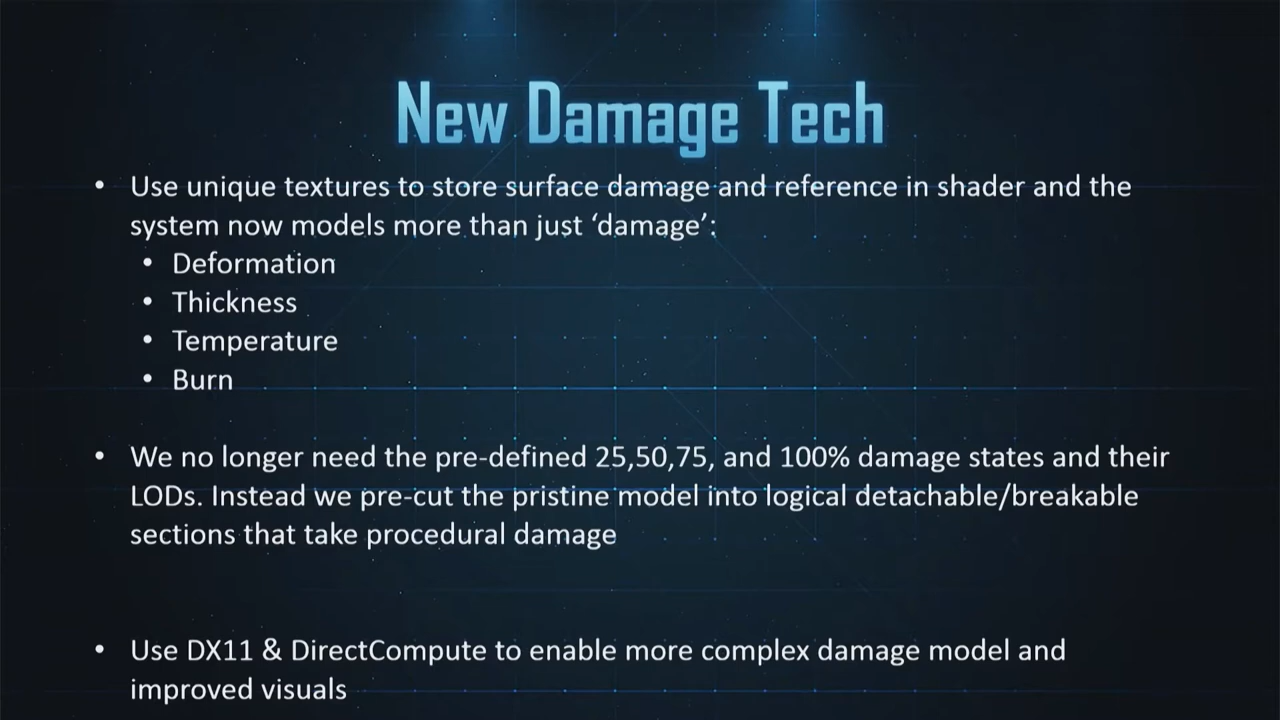 New Damage Tech
• Use unique textures to store surface damage and reference in shader and the
system now models more than just ‘damage’:
• Deformation
• Thickness
• Temperature
• Burn
• We no longer need the pre-defined 25,50,75, and 100% damage states and their
LODs. Instead we pre-cut the pristine model into logical detachable/breakable
sections that take procedural damage
• Use DX11 & DirectCompute to enable more complex damage model and
improved visuals